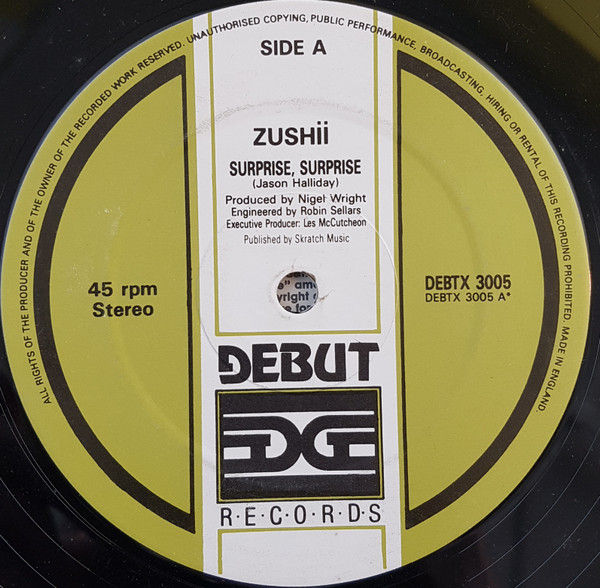 ALL RIGHTS OF THE PRODUCER AND OF THE OWNER OF THE RECORDED WORK RESERVED. UNAUTHORISED COPYING, PUBLIC PERFORMANCE, BROADCASTING, HIRING OR RENTAL OF THIS RECORDING PROHIBITED. MADE IN ENGLAND.
SIDE A
ZUSHii
SURPRISE, SURPRISE
(Jason Halliday)
Produced by Nigel Wright
Engineered by Robin Sellars
Executive Producer: Les McCutcheon
Published by Skratch Music
45 rpm
Stereo
DEBTX 3005
DEBTX 3005 A*
DEBUT
R·E·C·O·R·D·S